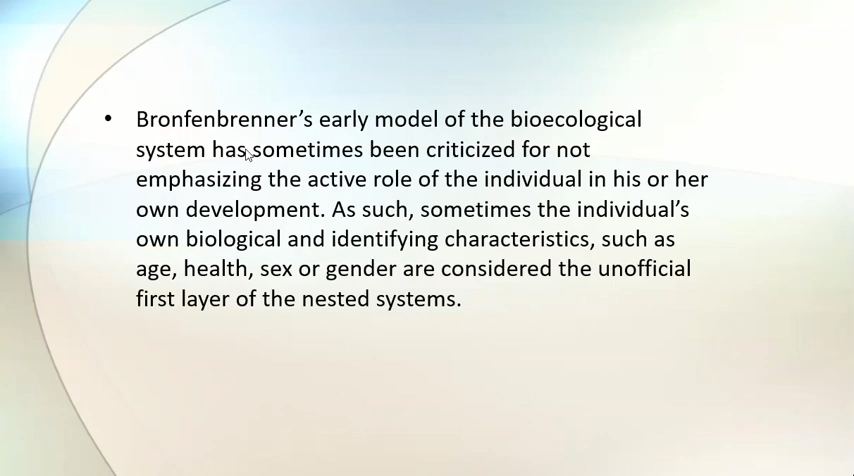 • Bronfenbrenner’s early model of the bioecological
system has sometimes been criticized for not
emphasizing the active role of the individual in his or her
own development. As such, sometimes the individual’s
own biological and identifying characteristics, such as
age, health, sex or gender are considered the unofficial
first layer of the nested systems.